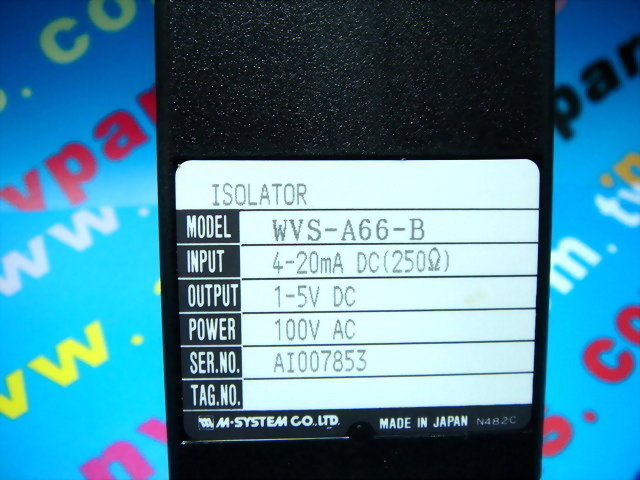 ISOLATOR
MODEL WVS-A66-B
INPUT 4-20mA DC(250Ω)
OUTPUT 1-5V DC
POWER 100V AC
SER.NO. AI007853
TAG.NO.
M-SYSTEM CO.,LTD. MADE IN JAPAN N482C